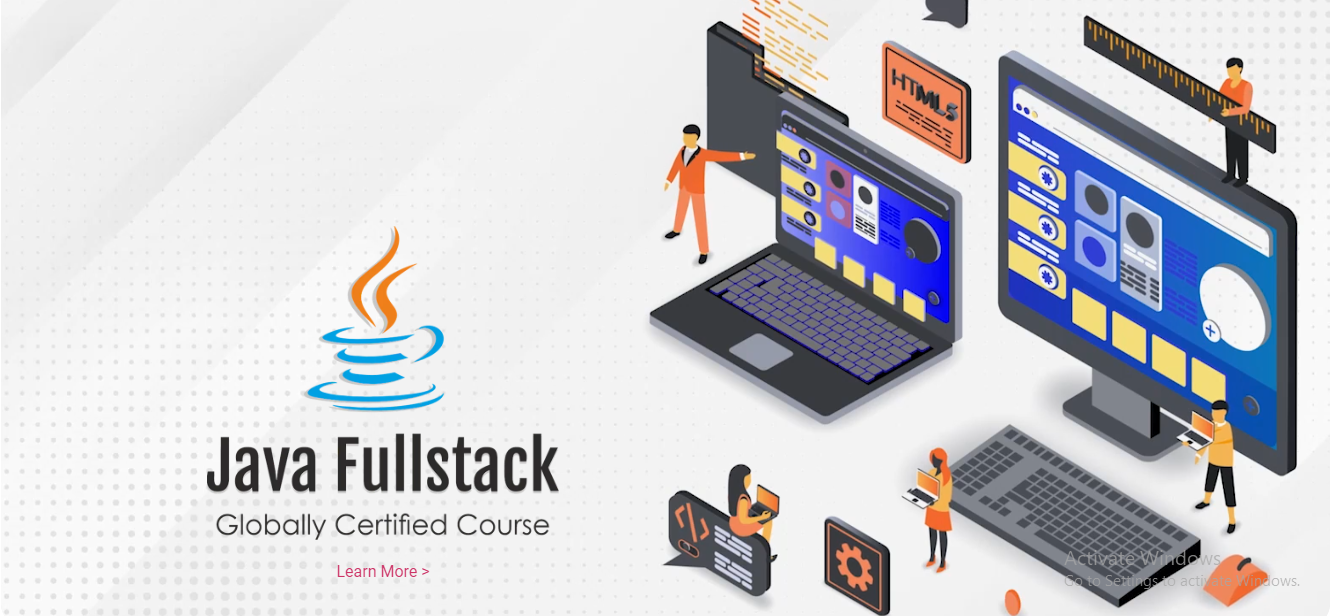 Java Fullstack
Globally Certified Course
Learn More >
HTML5
</>
Activate Windows
Go to Settings to activate Windows.